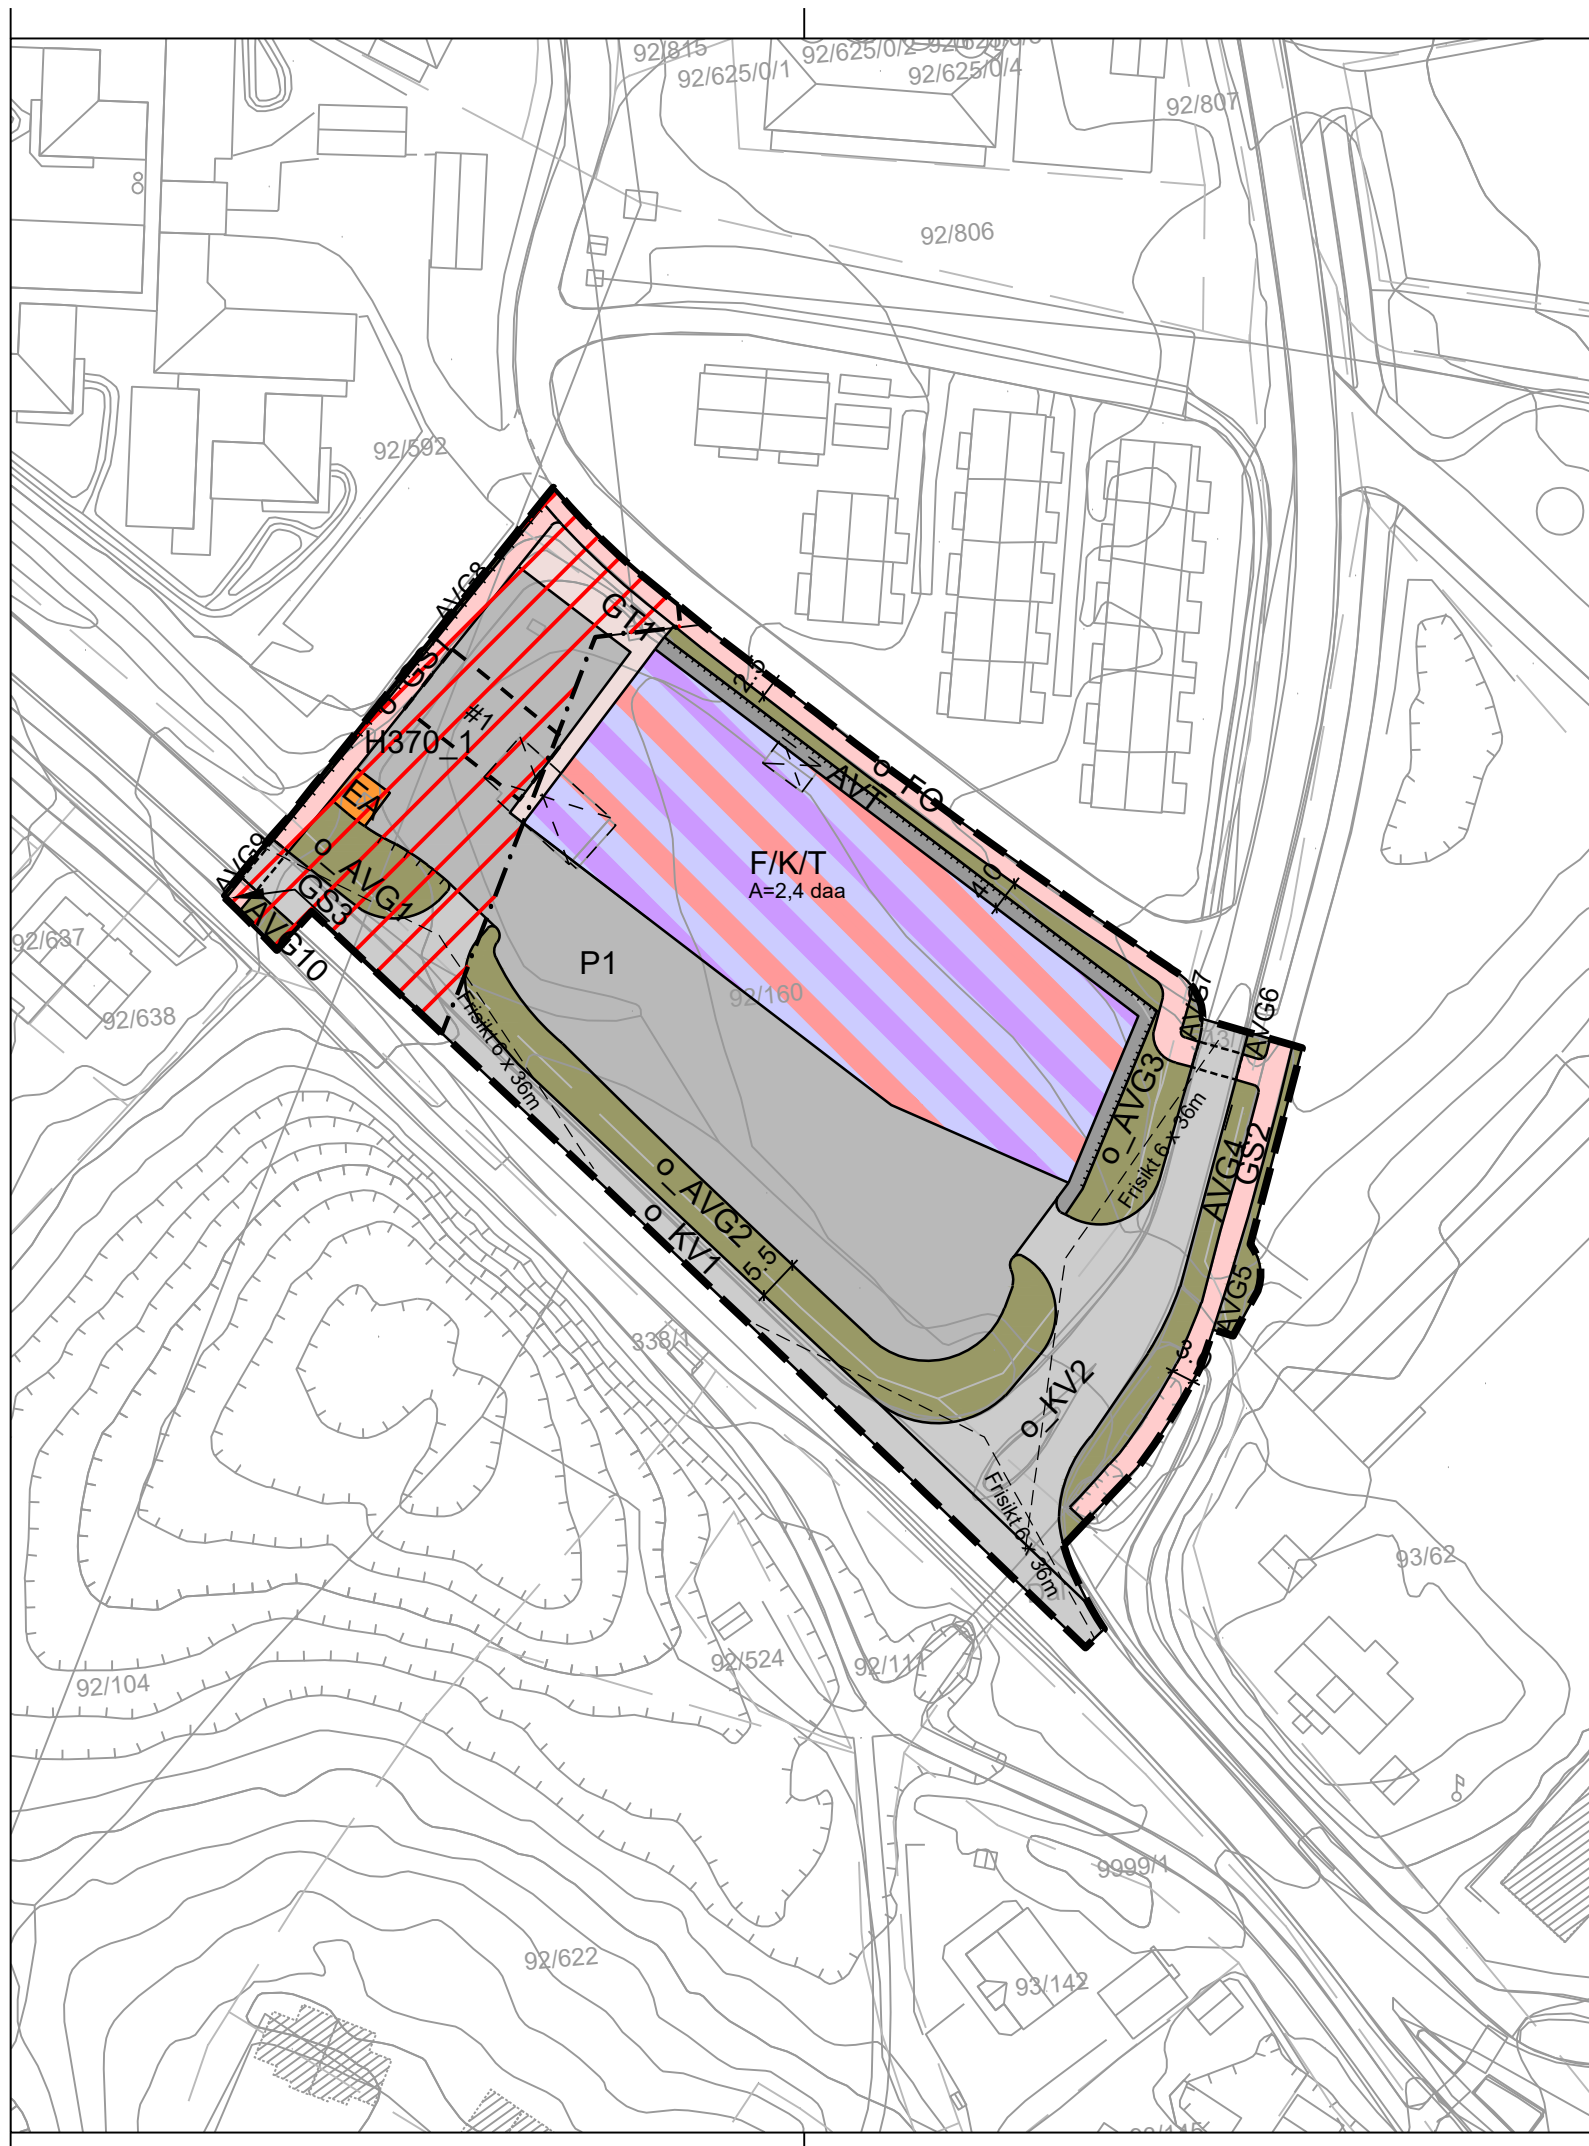 92/815
92/625/0/2
92/625/0/1
92/625/0/4
92/807
92/806
92/592
AVG8
GT1
#1
H370_1
2.5
o_FO
AVT
EA
F/K/T
A=2,4 daa
4.0
AVG9
o_AVG1
GS3
AVG10
92/637
P1
92/160
92/638
Frisikt 6 x 36m
AVG7
AVG6
o_AVG3
Frisikt 6 x 36m
AVG4
GS2
o_AVG2
o_KV1
5.5
AVG5
338/1
o_KV2
Frisikt 6 x 36m
93/62
92/524
92/111
92/104
9999/1
92/622
93/142